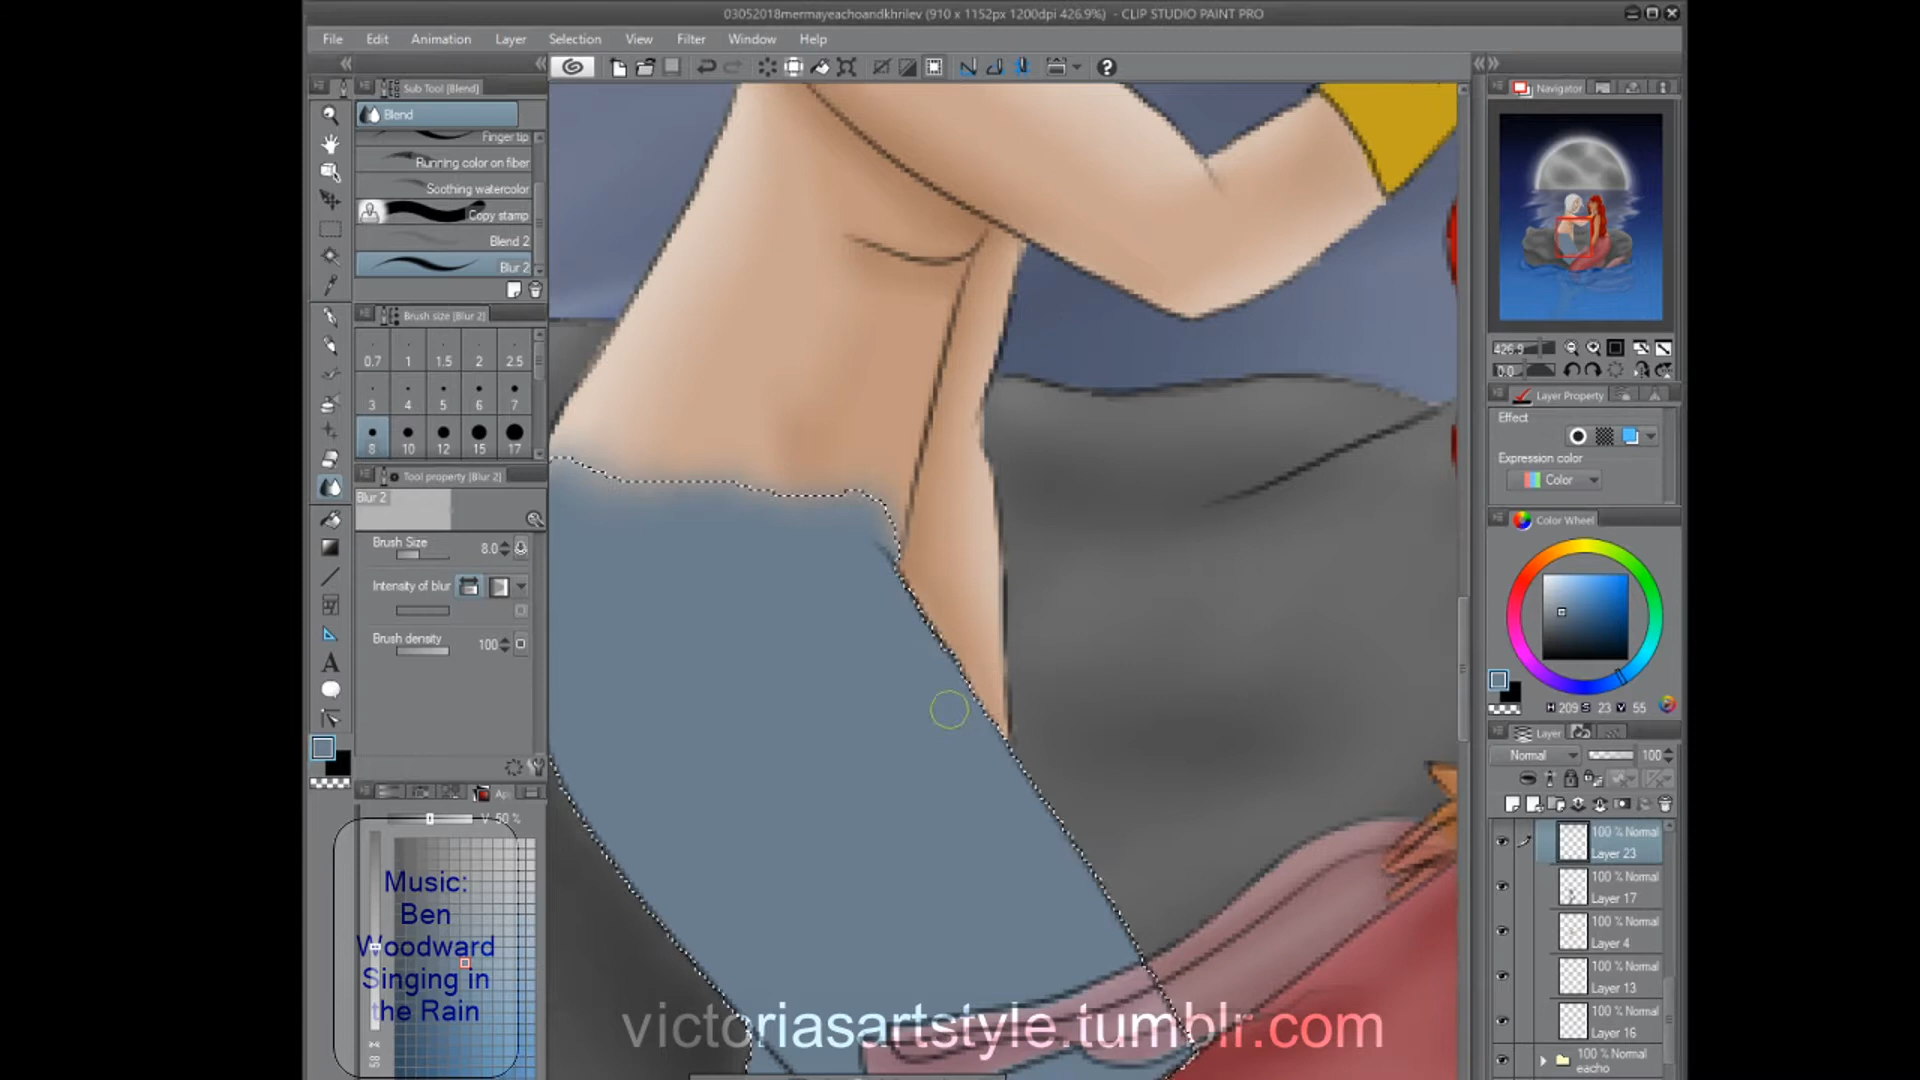 03052018mermayeachoandkhrilev (910 x 1152px 1200dpi 426.9%) - CLIP STUDIO PAINT PRO
File Edit Animation Layer Selection View Filter Window Help
Sub Tool [Blend]
Blend
Finger tip
Running color on fiber
Soothing watercolor
Copy stamp
Blend 2
Blur 2
Brush size [Blur 2]
0.7 1 1.5 2 2.5
3 4 5 6 7
8 10 12 15 17
Tool property [Blur 2]
Blur 2
Brush Size 8.0
Intensity of blur
Brush density 100
V 50 %
Music:
Ben
Woodward
Singing in
the Rain
58
victoriasartstyle.tumblr.com
Navigator
426.9
0.0
Layer Property
Effect
Expression color
Color
Color Wheel
H 209 S 23 V 55
Layer
Normal 100
100 % Normal
Layer 23
100 % Normal
Layer 17
100 % Normal
Layer 4
100 % Normal
Layer 13
100 % Normal
Layer 16
100 % Normal
eacho